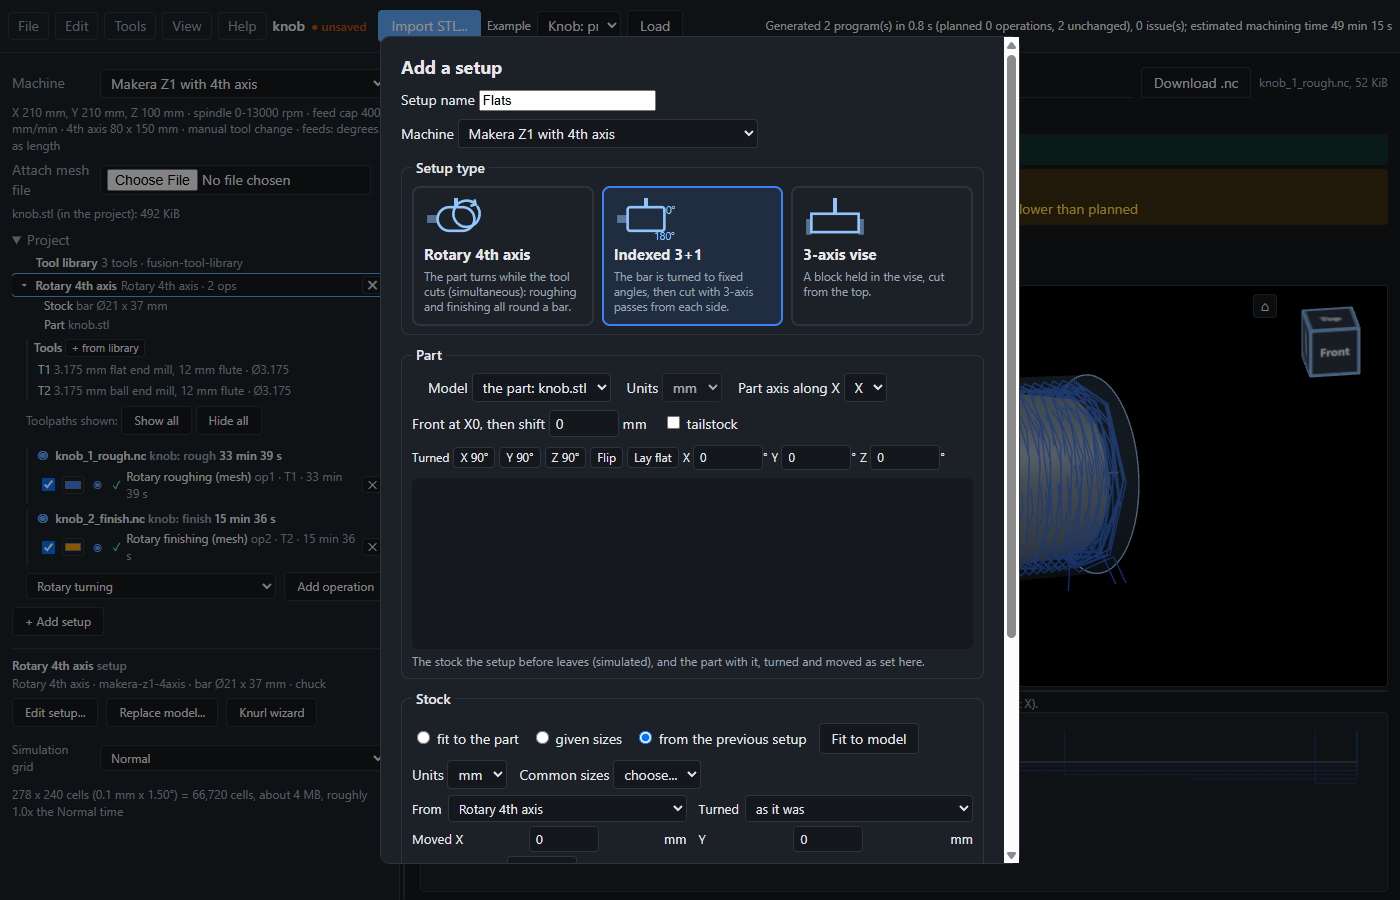 File Edit Tools View Help knob • unsaved Import STL... Example Knob: pr Load Generated 2 program(s) in 0.8 s (planned 0 operations, 2 unchanged), 0 issue(s); estimated machining time 49 min 15 s
Machine Makera Z1 with 4th axis
X 210 mm, Y 210 mm, Z 100 mm · spindle 0-13000 rpm · feed cap 400
mm/min · 4th axis 80 x 150 mm · manual tool change · feeds: degrees
as length
Attach mesh
file
Choose File No file chosen
knob.stl (in the project): 492 KiB
▼ Project
Tool library 3 tools · fusion-tool-library
Rotary 4th axis Rotary 4th axis · 2 ops
Stock bar Ø21 x 37 mm
Part knob.stl
Tools + from library
T1 3.175 mm flat end mill, 12 mm flute · Ø3.175
T2 3.175 mm ball end mill, 12 mm flute · Ø3.175
Toolpaths shown: Show all Hide all
knob_1_rough.nc knob: rough 33 min 39 s
Rotary roughing (mesh) op1 · T1 · 33 min
39 s
knob_2_finish.nc knob: finish 15 min 36 s
Rotary finishing (mesh) op2 · T2 · 15 min 36
s
Rotary turning Add operation
+ Add setup
Rotary 4th axis setup
Rotary 4th axis · makera-z1-4axis · bar Ø21 x 37 mm · chuck
Edit setup... Replace model... Knurl wizard
Simulation
grid
Normal
278 x 240 cells (0.1 mm x 1.50°) = 66,720 cells, about 4 MB, roughly
1.0x the Normal time
Add a setup
Setup name Flats
Machine Makera Z1 with 4th axis
Setup type
Rotary 4th axis
The part turns while the tool
cuts (simultaneous): roughing
and finishing all round a bar.
0°
180°
Indexed 3+1
The bar is turned to fixed
angles, then cut with 3-axis
passes from each side.
3-axis vise
A block held in the vise, cut
from the top.
Part
Model the part: knob.stl Units mm Part axis along X X
Front at X0, then shift 0 mm tailstock
Turned X 90° Y 90° Z 90° Flip Lay flat X 0 ° Y 0 ° Z 0 °
The stock the setup before leaves (simulated), and the part with it, turned and moved as set here.
Stock
fit to the part given sizes from the previous setup Fit to model
Units mm Common sizes choose...
From Rotary 4th axis Turned as it was
Moved X 0 mm Y 0 mm
Download .nc knob_1_rough.nc, 52 KiB
lower than planned
Top
Front
X).